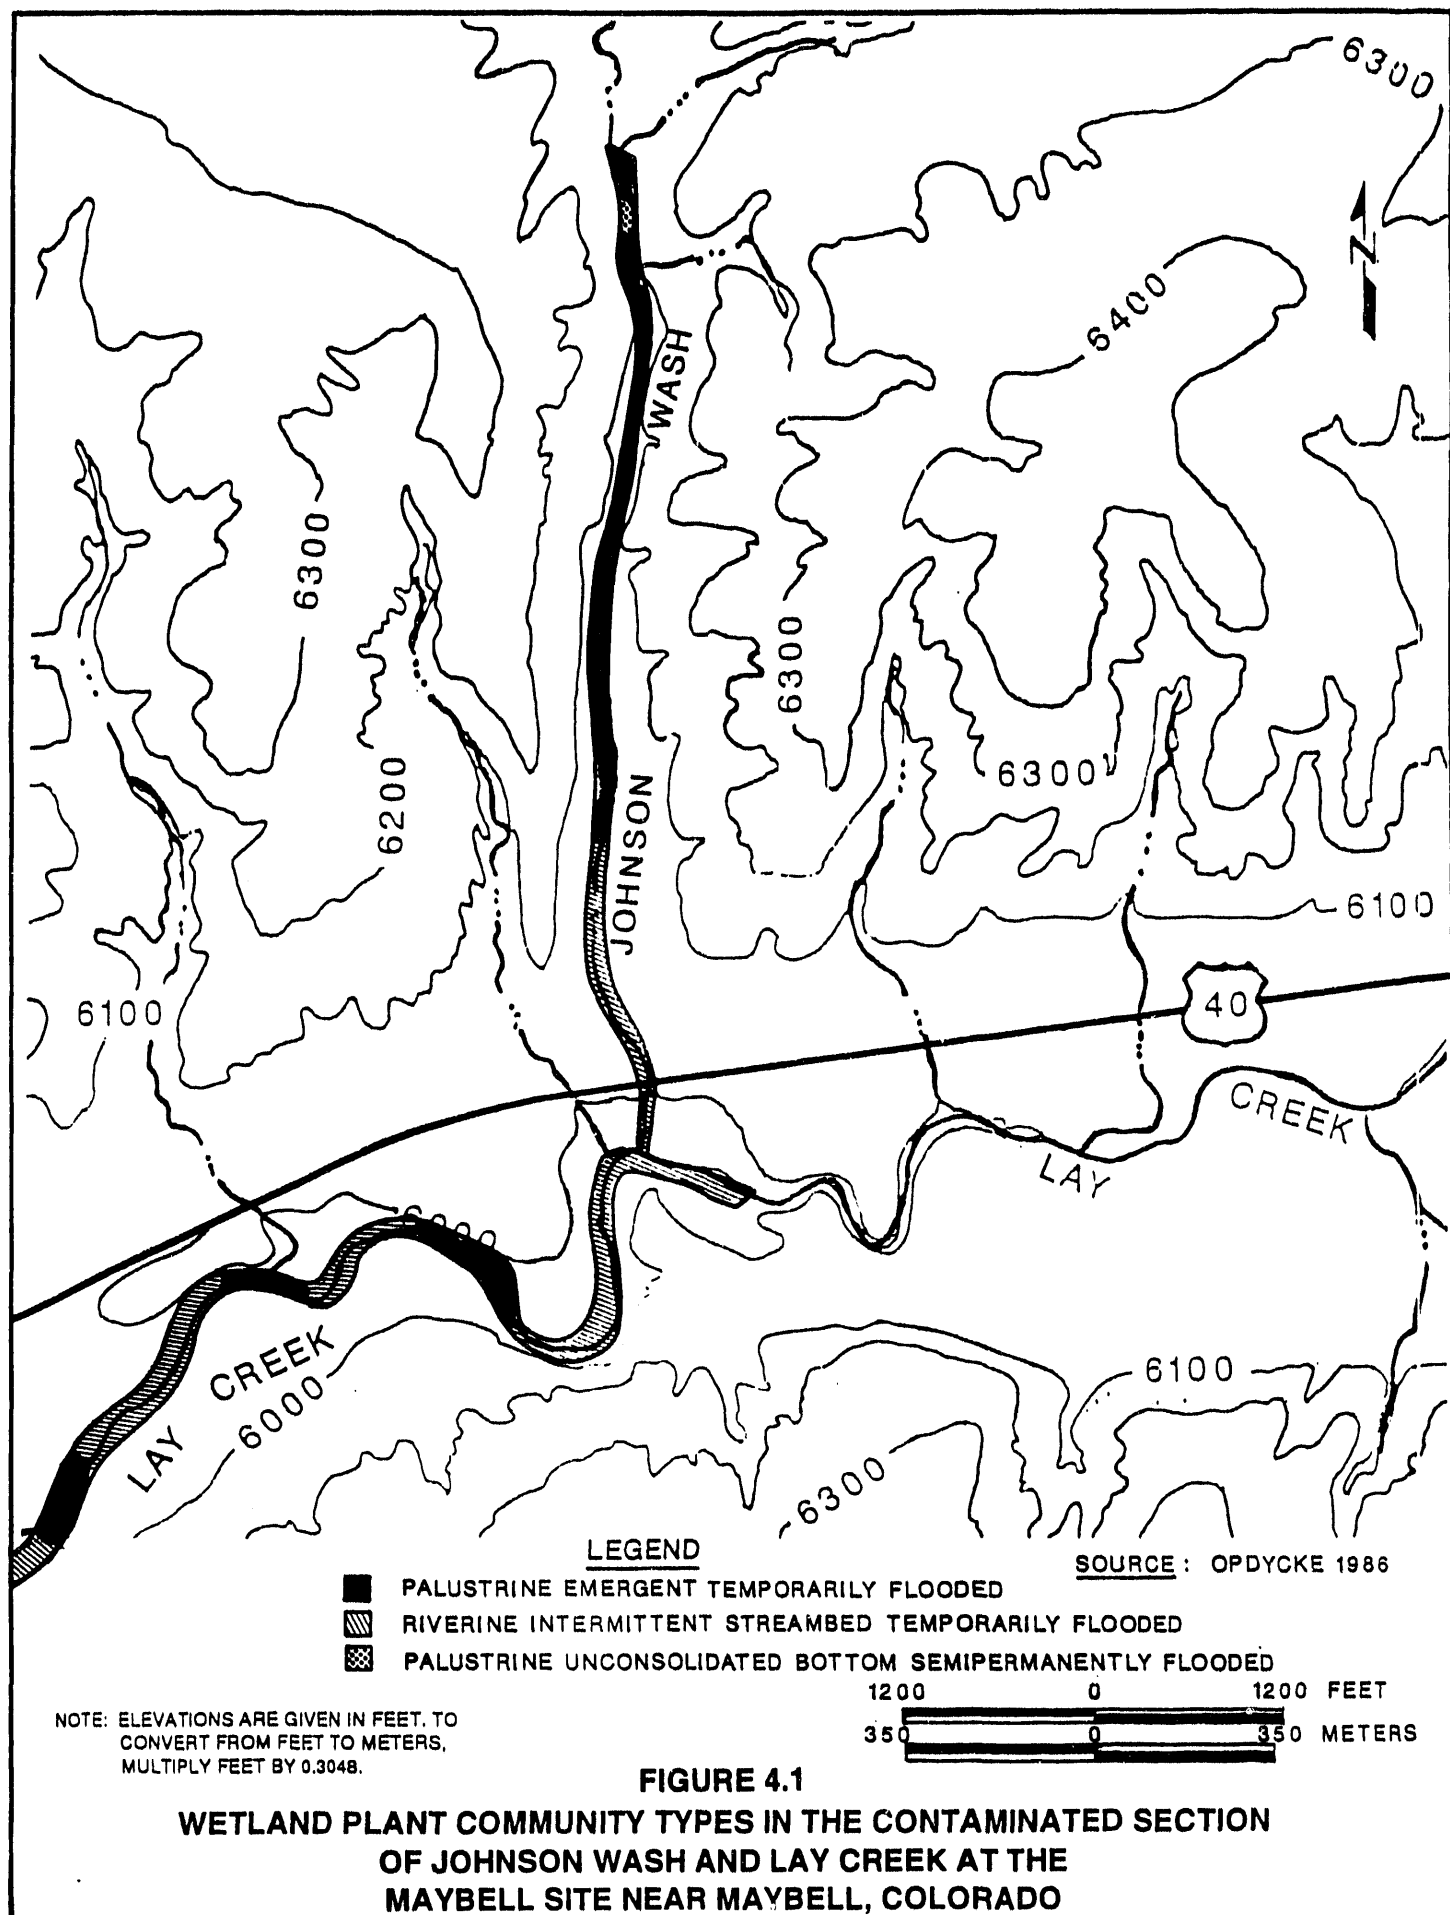 6300
N
6400
WASH
6300
6300
6300
6200
JOHNSON
6100
6100
40
CREEK
LAY
CREEK
LAY
6000
6100
6300
LEGEND
SOURCE: OPDYCKE 1986
PALUSTRINE EMERGENT TEMPORARILY FLOODED
RIVERINE INTERMITTENT STREAMBED TEMPORARILY FLOODED
PALUSTRINE UNCONSOLIDATED BOTTOM SEMIPERMANENTLY FLOODED
1200 0 1200 FEET
350 0 350 METERS
NOTE: ELEVATIONS ARE GIVEN IN FEET. TO
CONVERT FROM FEET TO METERS,
MULTIPLY FEET BY 0.3048.
FIGURE 4.1
WETLAND PLANT COMMUNITY TYPES IN THE CONTAMINATED SECTION
OF JOHNSON WASH AND LAY CREEK AT THE
MAYBELL SITE NEAR MAYBELL, COLORADO